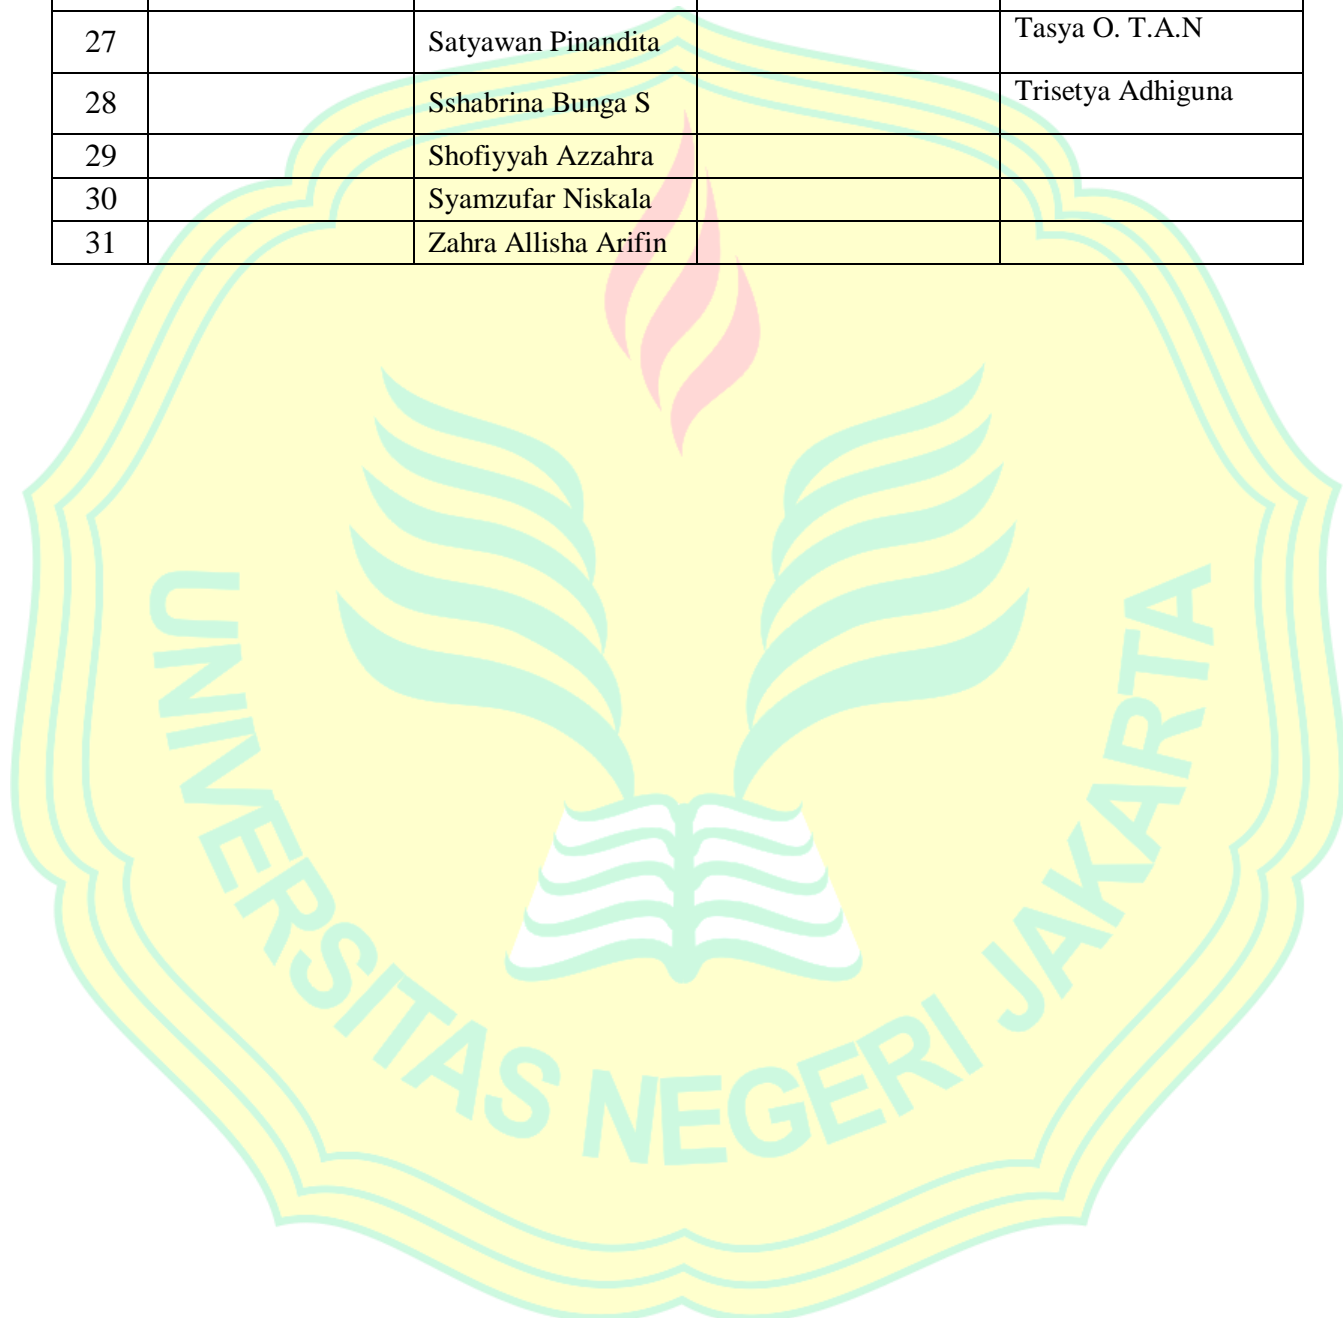 27 Satyawan Pinandita Tasya O. T.A.N
28 Sshabrina Bunga S Trisetya Adhiguna
29 Shofiyyah Azzahra
30 Syamzufar Niskala
31 Zahra Allisha Arifin
UNIVERSITAS NEGERI JAKARTA